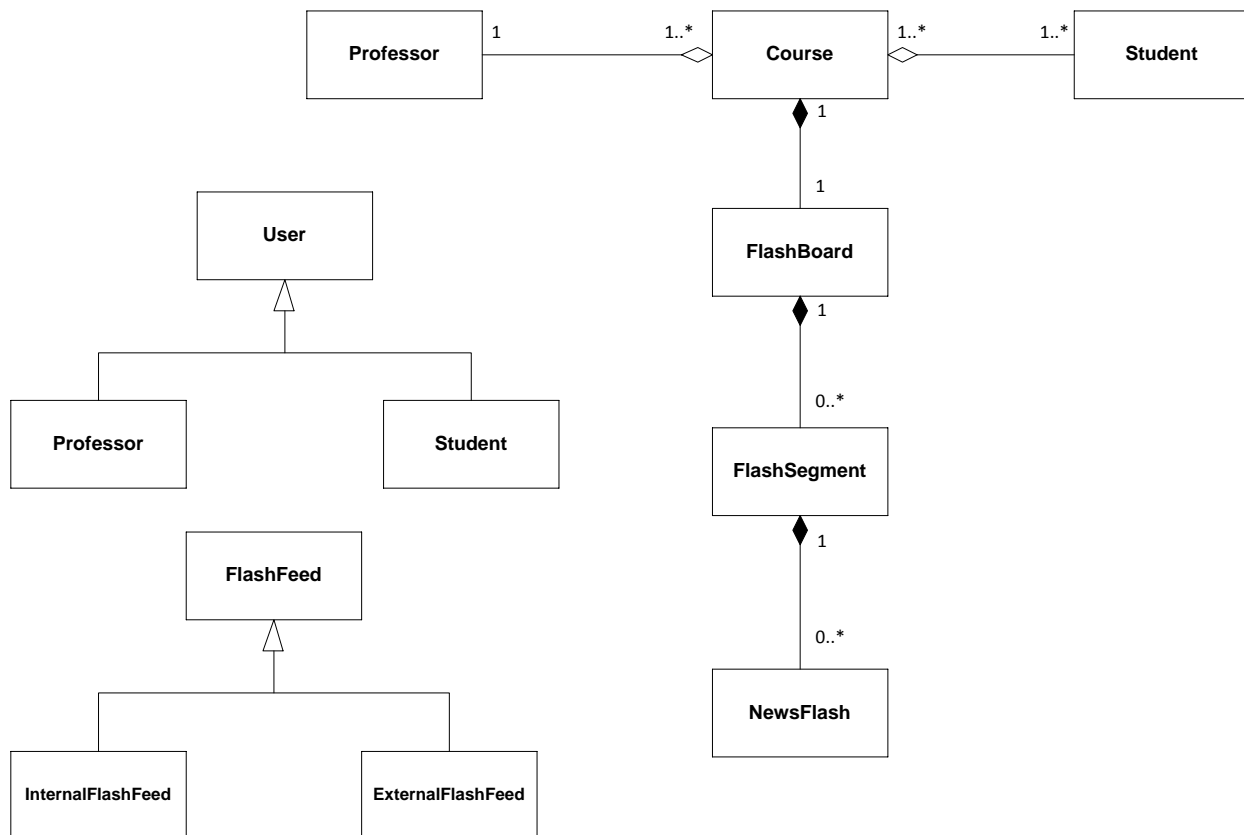 Professor
1
1..*
Course
1..*
1..*
Student
1
1
User
FlashBoard
1
Professor
Student
0..*
FlashSegment
FlashFeed
1
0..*
NewsFlash
InternalFlashFeed
ExternalFlashFeed